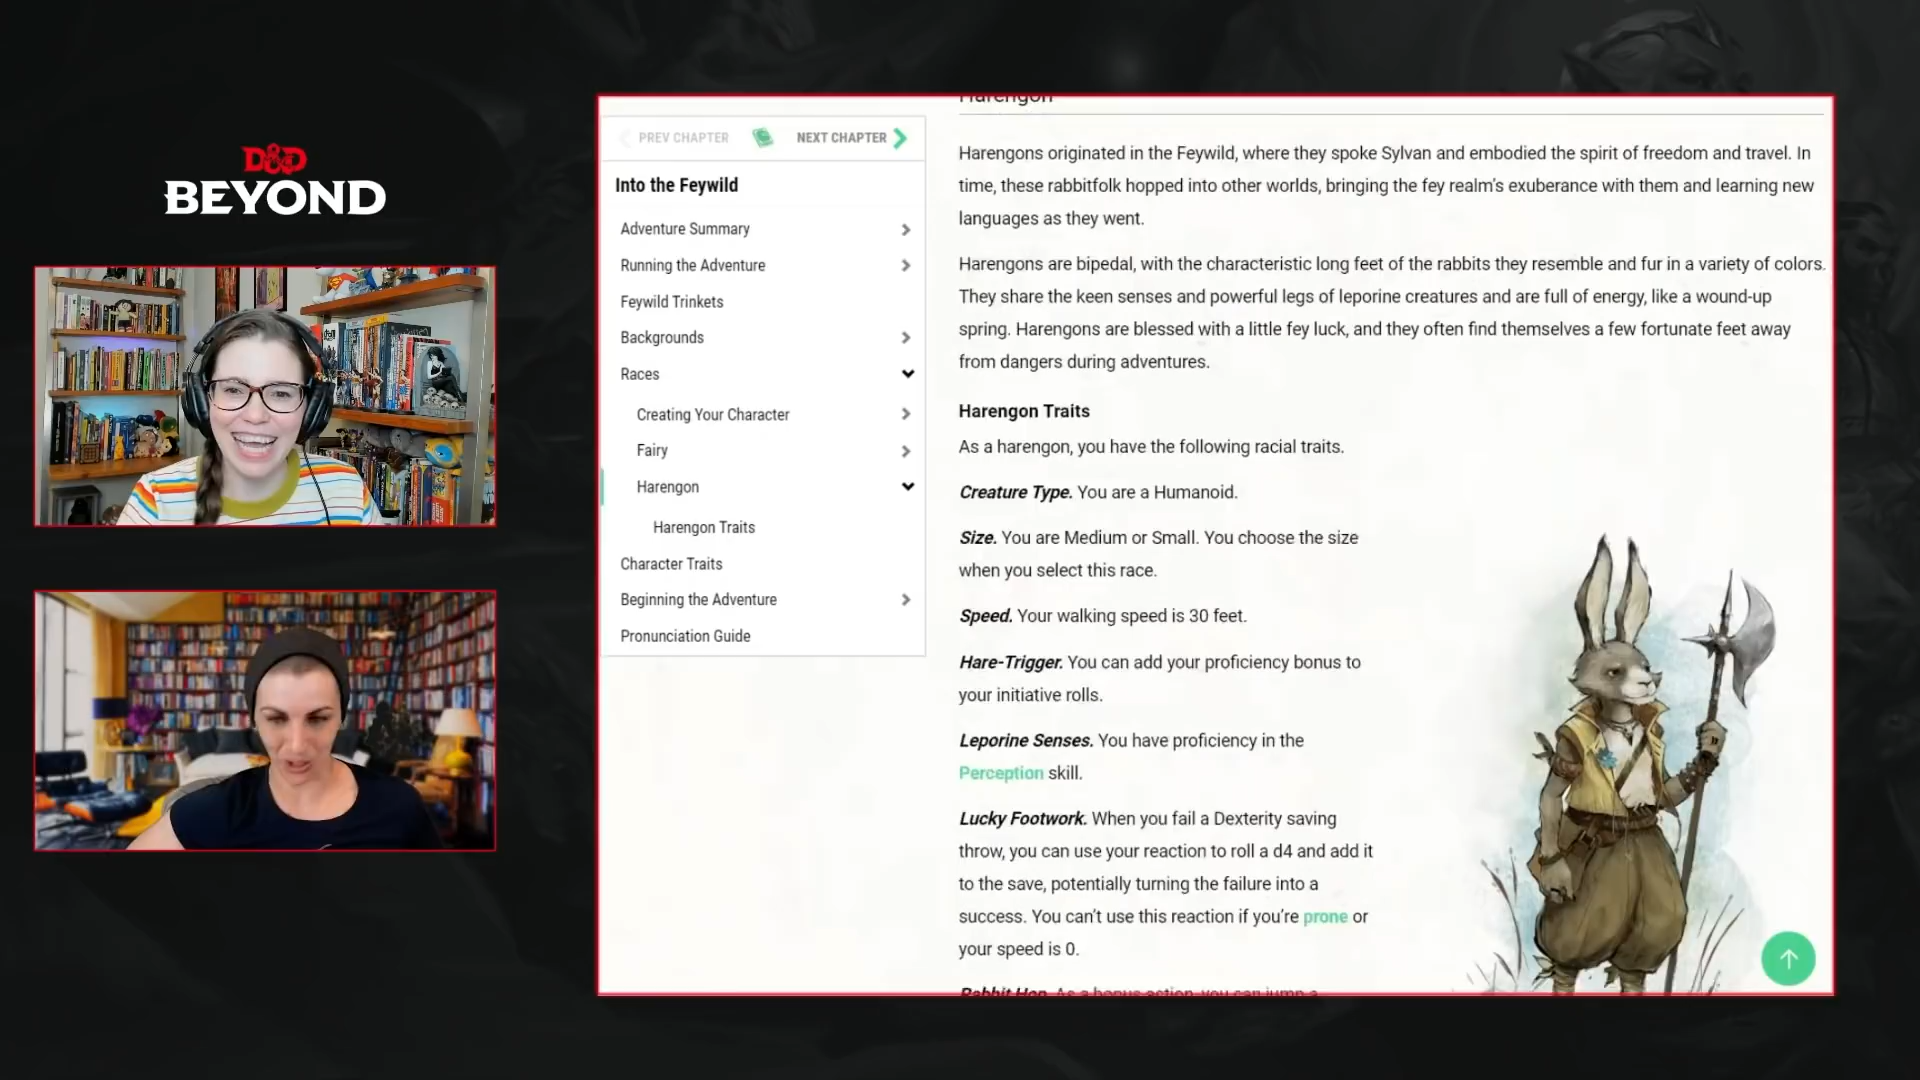 D&D
BEYOND
PREV CHAPTER
NEXT CHAPTER
Into the Feywild
Adventure Summary
Running the Adventure
Feywild Trinkets
Backgrounds
Races
Creating Your Character
Fairy
Harengon
Harengon Traits
Character Traits
Beginning the Adventure
Pronunciation Guide
Harengon
Harengons originated in the Feywild, where they spoke Sylvan and embodied the spirit of freedom and travel. In
time, these rabbitfolk hopped into other worlds, bringing the fey realm's exuberance with them and learning new
languages as they went.
Harengons are bipedal, with the characteristic long feet of the rabbits they resemble and fur in a variety of colors.
They share the keen senses and powerful legs of leporine creatures and are full of energy, like a wound-up
spring. Harengons are blessed with a little fey luck, and they often find themselves a few fortunate feet away
from dangers during adventures.
Harengon Traits
As a harengon, you have the following racial traits.
Creature Type. You are a Humanoid.
Size. You are Medium or Small. You choose the size
when you select this race.
Speed. Your walking speed is 30 feet.
Hare-Trigger. You can add your proficiency bonus to
your initiative rolls.
Leporine Senses. You have proficiency in the
Perception skill.
Lucky Footwork. When you fail a Dexterity saving
throw, you can use your reaction to roll a d4 and add it
to the save, potentially turning the failure into a
success. You can't use this reaction if you're prone or
your speed is 0.
Rabbit Hop. As a bonus action, you can jump a